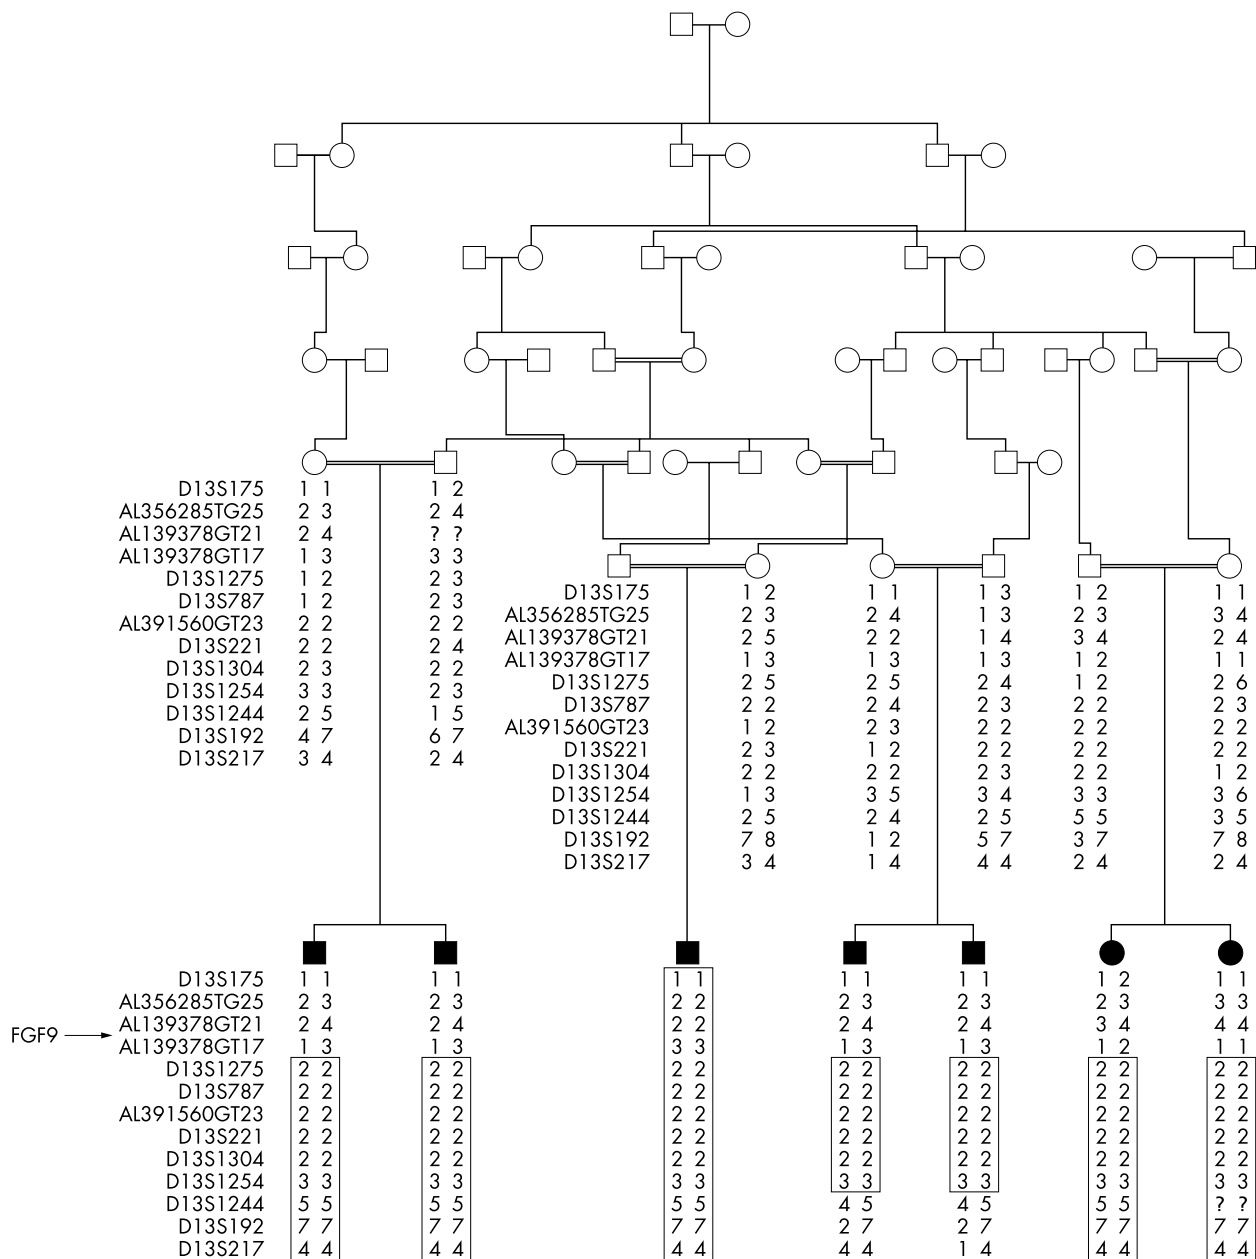 D13S175 1 1 1 2
AL356285TG25 2 3 2 4
AL139378GT21 2 4 ? ?
AL139378GT17 1 3 3 3
D13S1275 1 2 2 3
D13S787 1 2 2 3
AL391560GT23 2 2 2 2
D13S221 2 2 2 4
D13S1304 2 3 2 2
D13S1254 3 3 2 3
D13S1244 2 5 1 5
D13S192 4 7 6 7
D13S217 3 4 2 4
D13S175 1 2 1 1 1 3 1 2 1 1
AL356285TG25 2 3 2 4 1 3 2 3 3 4
AL139378GT21 2 5 2 2 1 4 3 4 2 4
AL139378GT17 1 3 1 3 1 3 1 2 1 1
D13S1275 2 5 2 5 2 4 1 2 2 6
D13S787 2 2 2 4 2 3 2 2 2 3
AL391560GT23 1 2 2 3 2 2 2 2 2 2
D13S221 2 3 1 2 2 2 2 2 2 2
D13S1304 2 2 2 2 2 3 2 2 1 2
D13S1254 1 3 3 5 3 4 3 3 3 6
D13S1244 2 5 2 4 2 5 5 5 3 5
D13S192 7 8 1 2 5 7 3 7 7 8
D13S217 3 4 1 4 4 4 2 4 2 4
D13S175 1 1 1 1 1 1 1 1 1 1 1 2 1 1
AL356285TG25 2 3 2 3 2 2 2 3 2 3 2 3 3 3
AL139378GT21 2 4 2 4 2 2 2 4 2 4 3 4 4 4
FGF9
AL139378GT17 1 3 1 3 3 3 1 3 1 3 1 2 1 1
D13S1275 2 2 2 2 2 2 2 2 2 2 2 2 2 2
D13S787 2 2 2 2 2 2 2 2 2 2 2 2 2 2
AL391560GT23 2 2 2 2 2 2 2 2 2 2 2 2 2 2
D13S221 2 2 2 2 2 2 2 2 2 2 2 2 2 2
D13S1304 2 2 2 2 2 2 2 2 2 2 2 2 2 2
D13S1254 3 3 3 3 3 3 3 3 3 3 3 3 3 3
D13S1244 5 5 5 5 5 5 4 5 4 5 5 5 ? ?
D13S192 7 7 7 7 7 7 2 7 2 7 7 7 7 7
D13S217 4 4 4 4 4 4 4 4 1 4 4 4 4 4